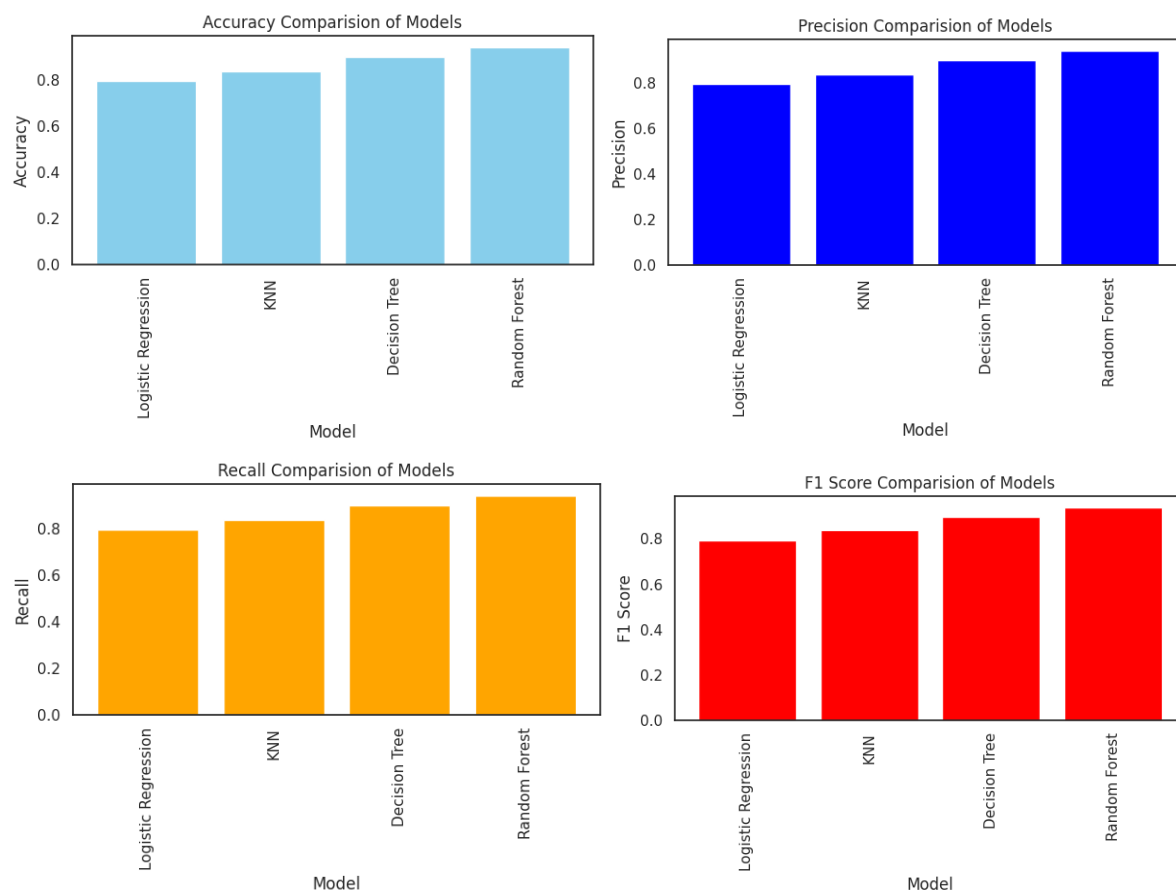 Accuracy Comparision of Models
0.8
0.6
0.4
0.2
0.0
Accuracy
Logistic Regression
KNN
Decision Tree
Random Forest
Model
Precision Comparision of Models
0.8
0.6
0.4
0.2
0.0
Precision
Logistic Regression
KNN
Decision Tree
Random Forest
Model
Recall Comparision of Models
0.8
0.6
0.4
0.2
0.0
Recall
Logistic Regression
KNN
Decision Tree
Random Forest
Model
F1 Score Comparision of Models
0.8
0.6
0.4
0.2
0.0
F1 Score
Logistic Regression
KNN
Decision Tree
Random Forest
Model